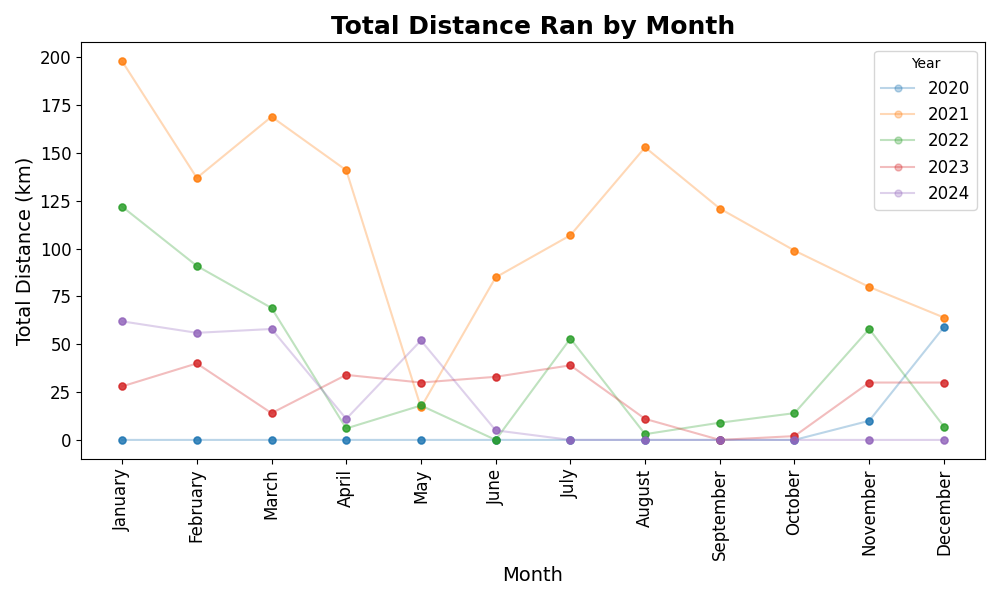 Total Distance Ran by Month
Total Distance (km)
200
175
150
125
100
75
50
25
0
Year
2020
2021
2022
2023
2024
January
February
March
April
May
June
July
August
September
October
November
December
Month